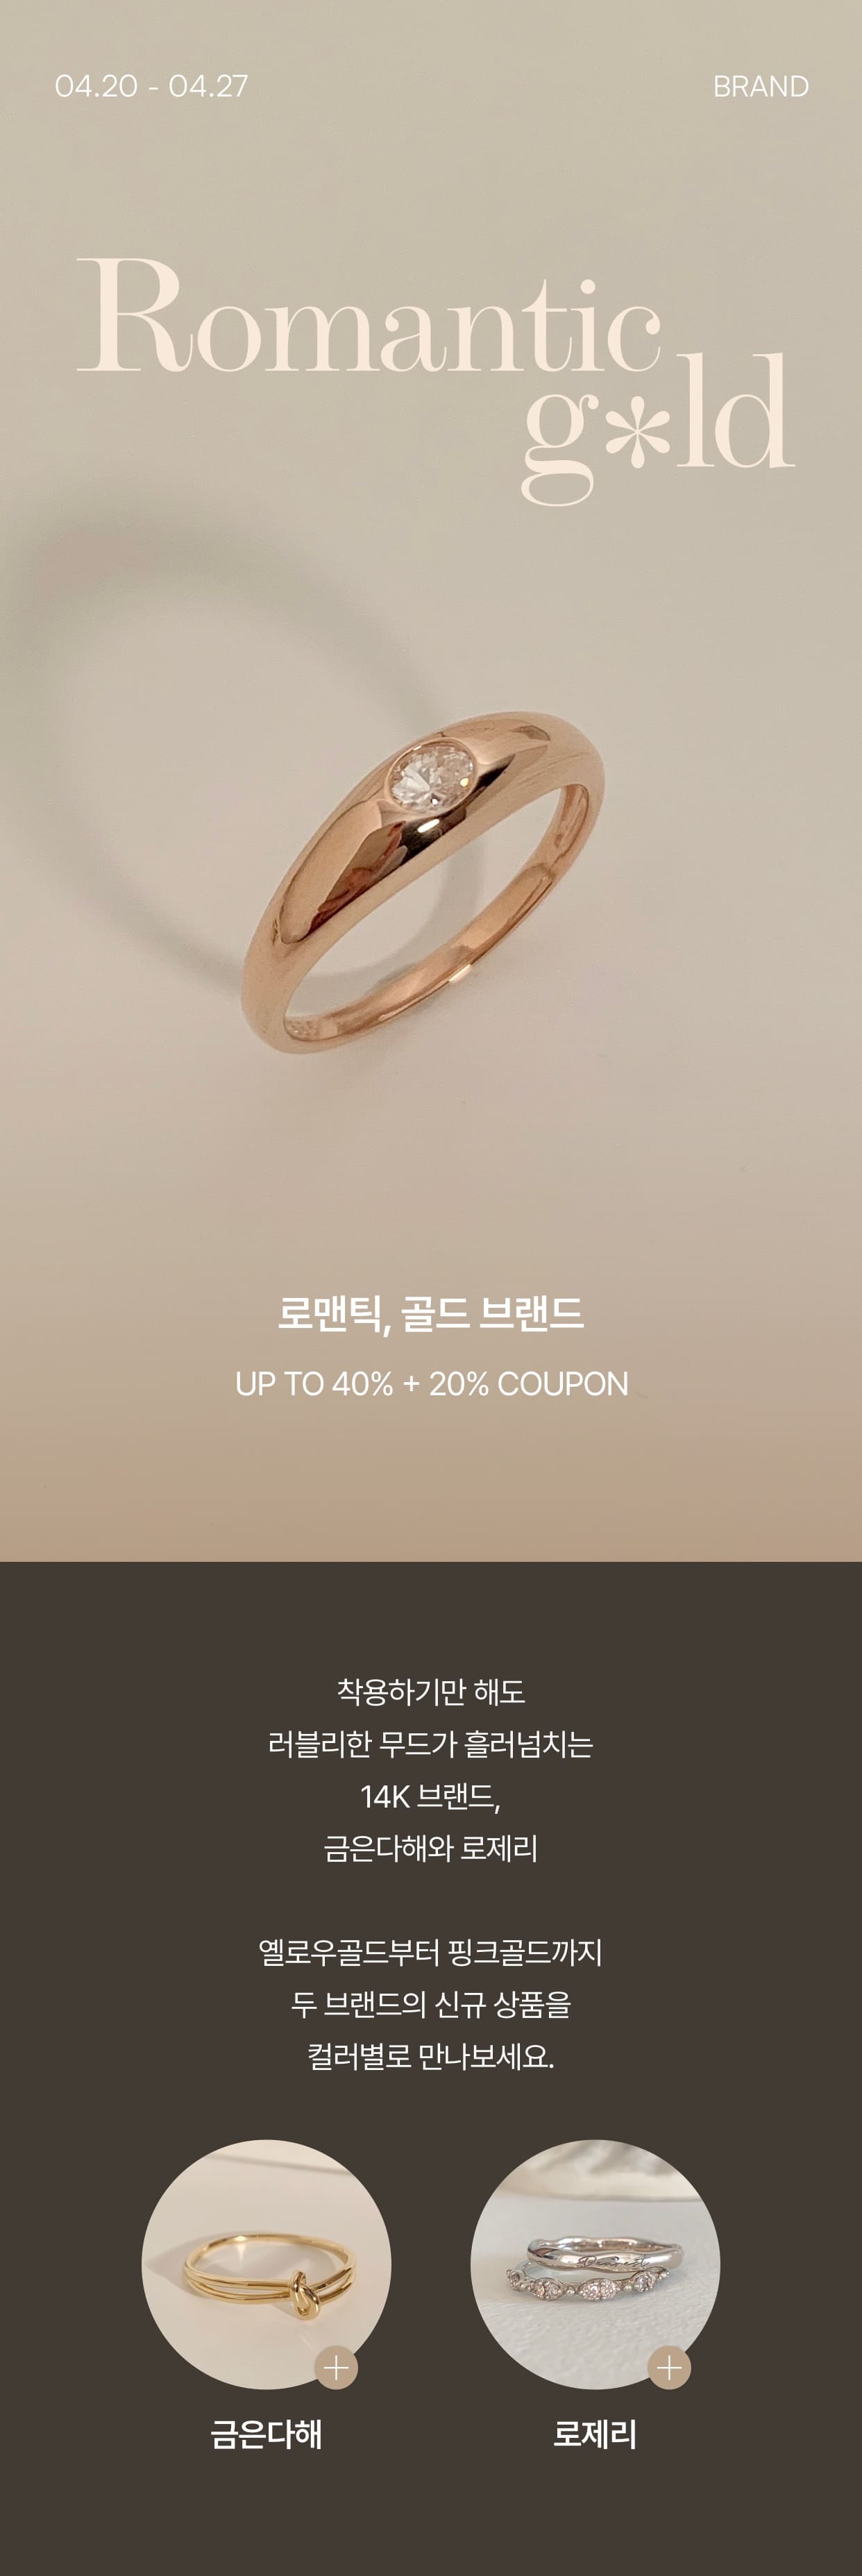 04.20 - 04.27
BRAND
Romantic
g*ld
로맨틱, 골드 브랜드
UP TO 40% + 20% COUPON
착용하기만 해도
러블리한 무드가 흘러넘치는
14K 브랜드,
금은다해와 로제리
옐로우골드부터 핑크골드까지
두 브랜드의 신규 상품을
컬러별로 만나보세요.
금은다해
로제리